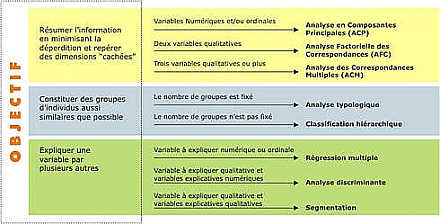 OBJECTIF
Résumer l'information
en minimisant la
déperdition et repérer
des dimensions "cachées"
Variables Numériques et/ou ordinales
Analyse en Composantes
Principales (ACP)
Deux variables qualitatives
Analyse Factorielle des
Correspondances (AFC)
Trois variables qualitatives ou plus
Analyse des Correspondances
Multiples (ACM)
Constituer des groupes
d'individus aussi
similaires que possible
Le nombre de groupes est fixé
Analyse typologique
Le nombre de groupes n'est pas fixé
Classification hiérarchique
Expliquer une
variable par
plusieurs autres
Variable à expliquer numérique ou ordinale
Régression multiple
Variable à expliquer qualitative et
variables explicatives numériques
Analyse discriminante
Variable à expliquer qualitative et
variables explicatives qualitatives
Segmentation